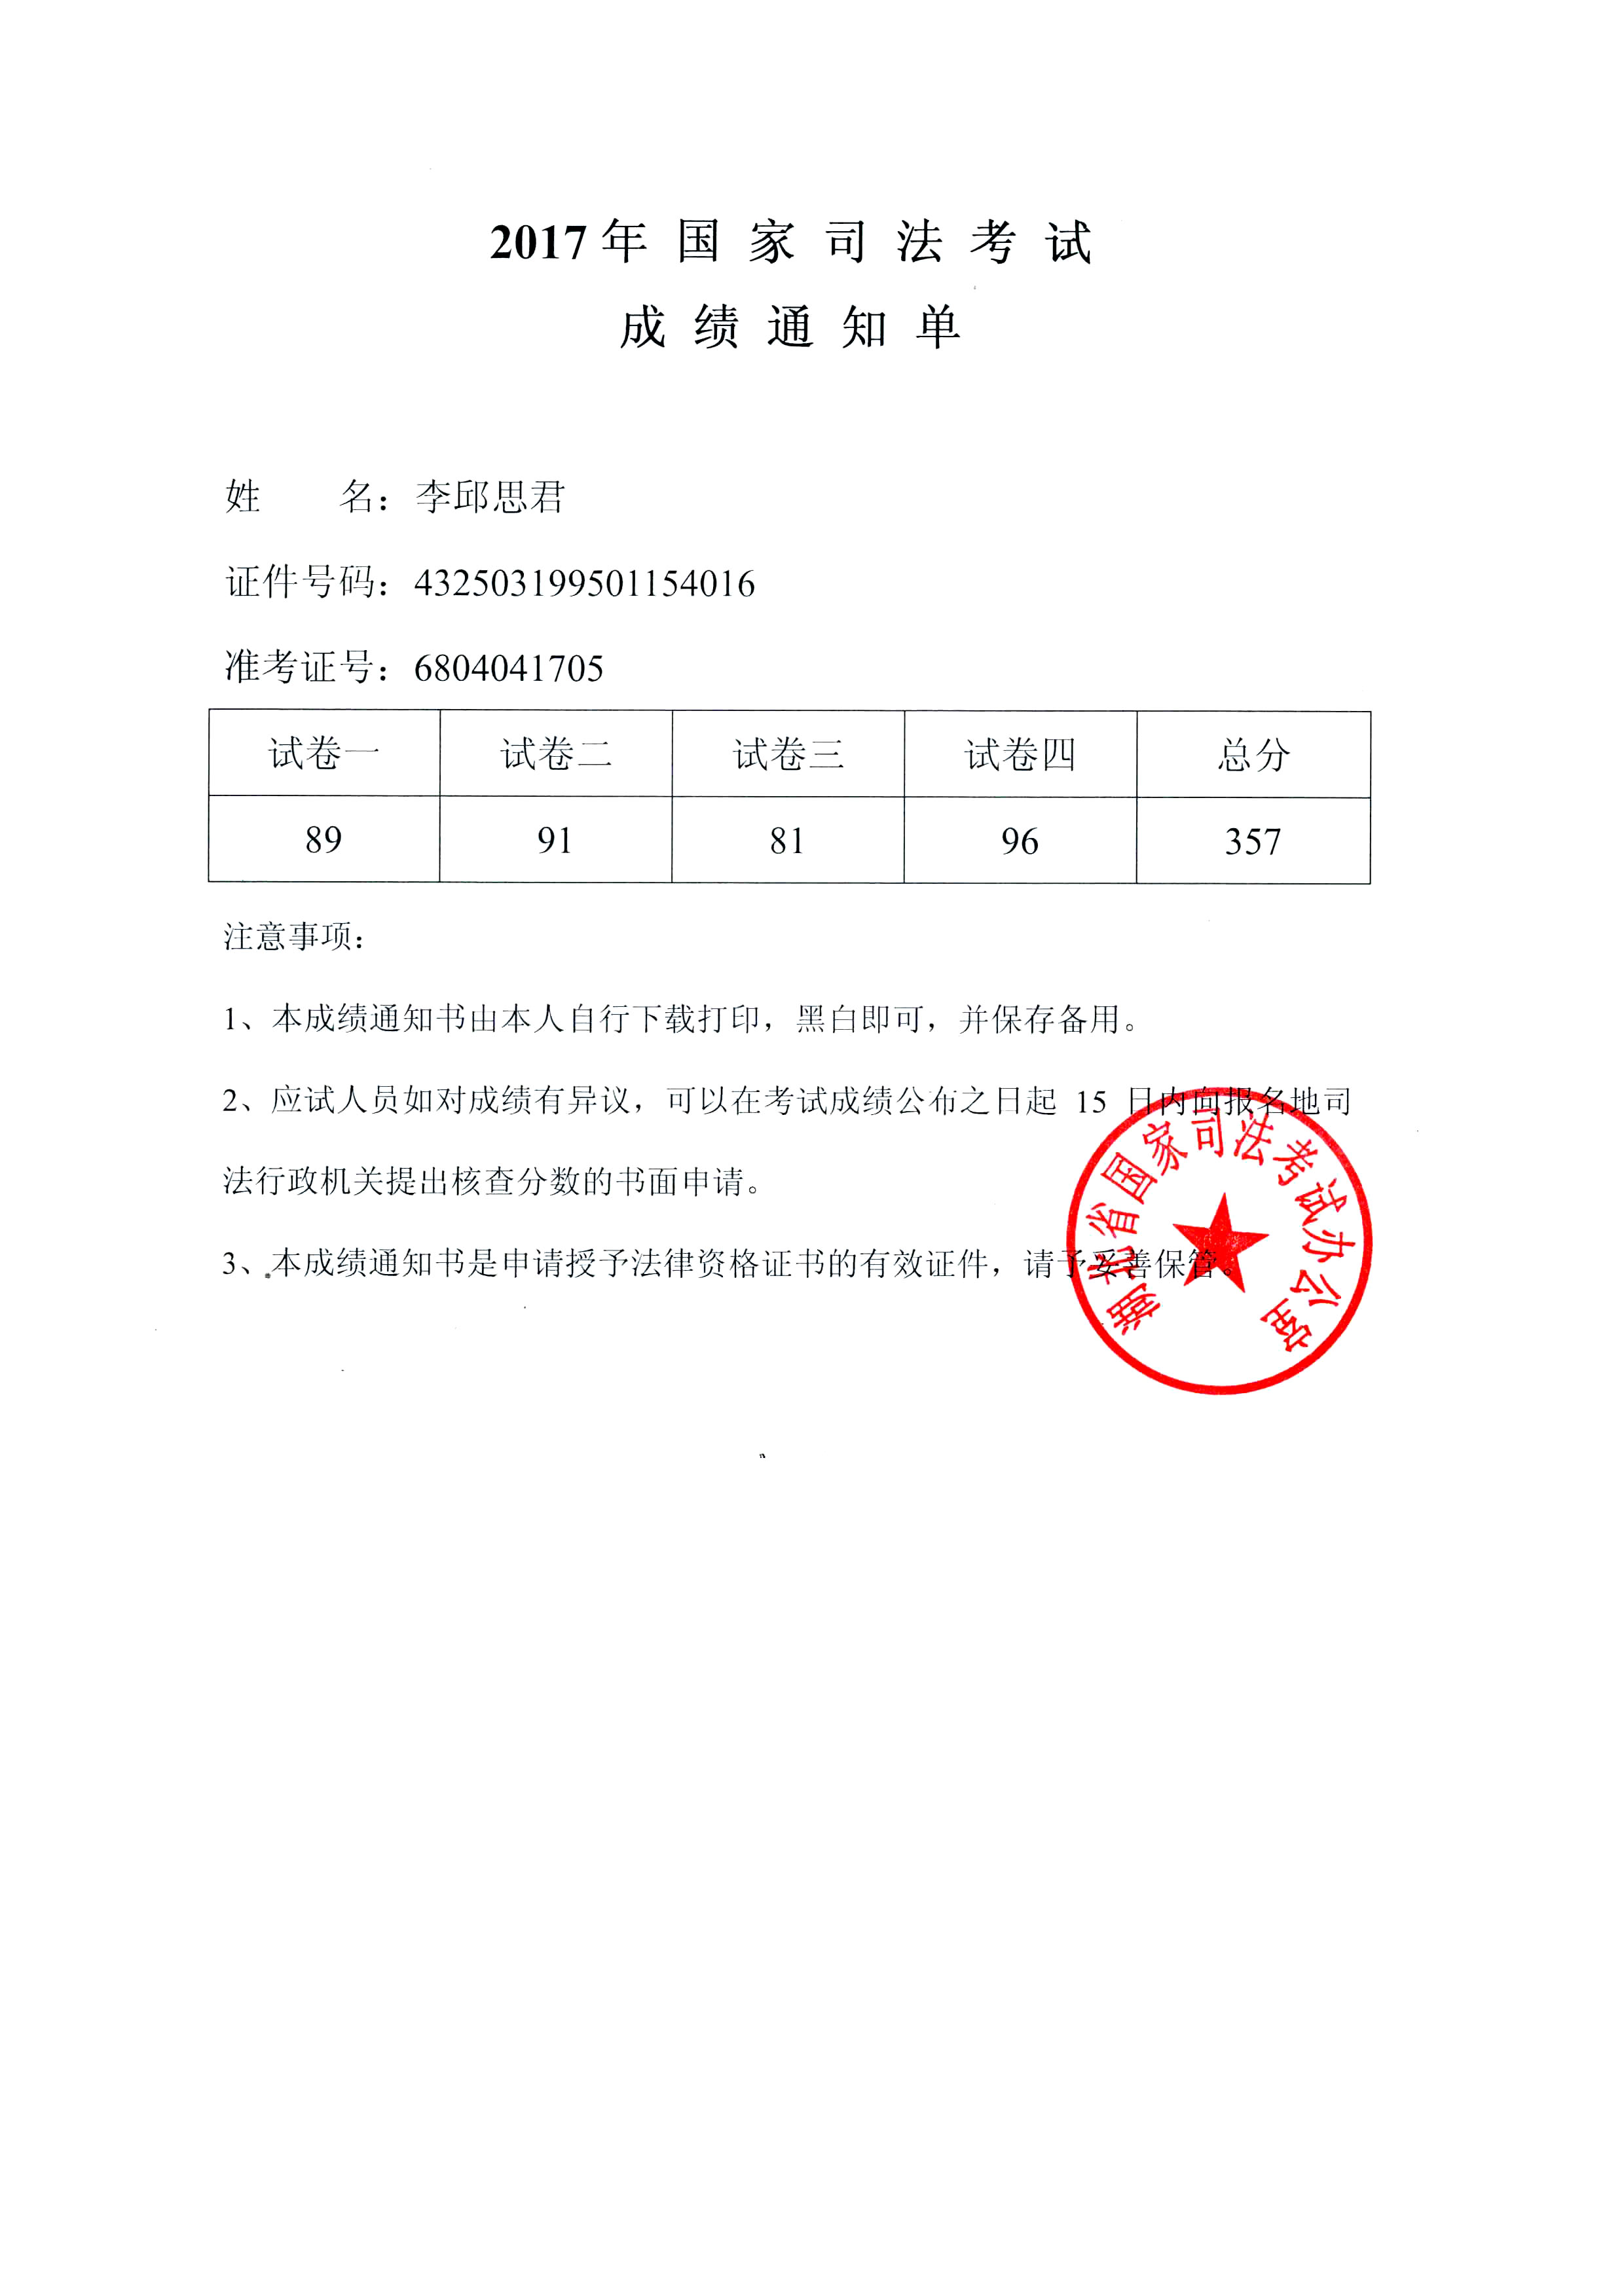 2017年国家司法考试
成绩通知单
姓　　名：李邱思君
证件号码：432503199501154016
准考证号：6804041705
试卷一 试卷二 试卷三 试卷四 总分
89 91 81 96 357
注意事项：
1、本成绩通知书由本人自行下载打印，黑白即可，并保存备用。
2、应试人员如对成绩有异议，可以在考试成绩公布之日起 15 日内向报名地司
法行政机关提出核查分数的书面申请。
3、本成绩通知书是申请授予法律资格证书的有效证件，请予妥善保管。
湖北省国家司法考试办公室